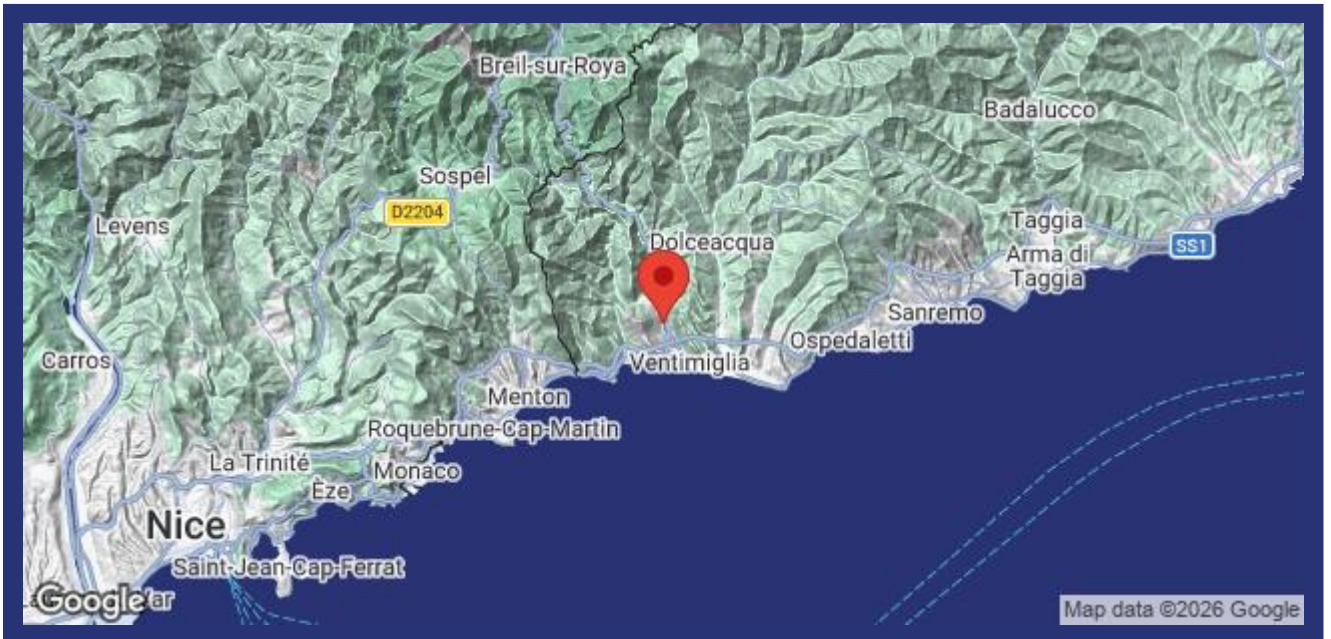 Breil-sur-Roya
Badalucco
Sospel
D2204
Levens
Taggia
Dolceacqua
SS1
Arma di
Taggia
Sanremo
Ospedaletti
Carros
Ventimiglia
Menton
Roquebrune-Cap-Martin
La Trinité
Monaco
Èze
Nice
Saint-Jean-Cap-Ferrat
Google
Map data ©2026 Google